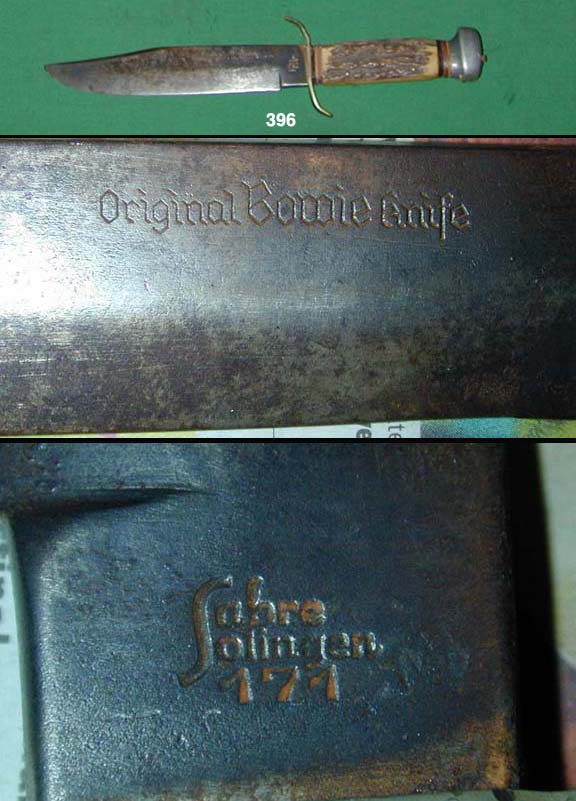 396
Original Bowie Knife
Sabre
Solingen
171